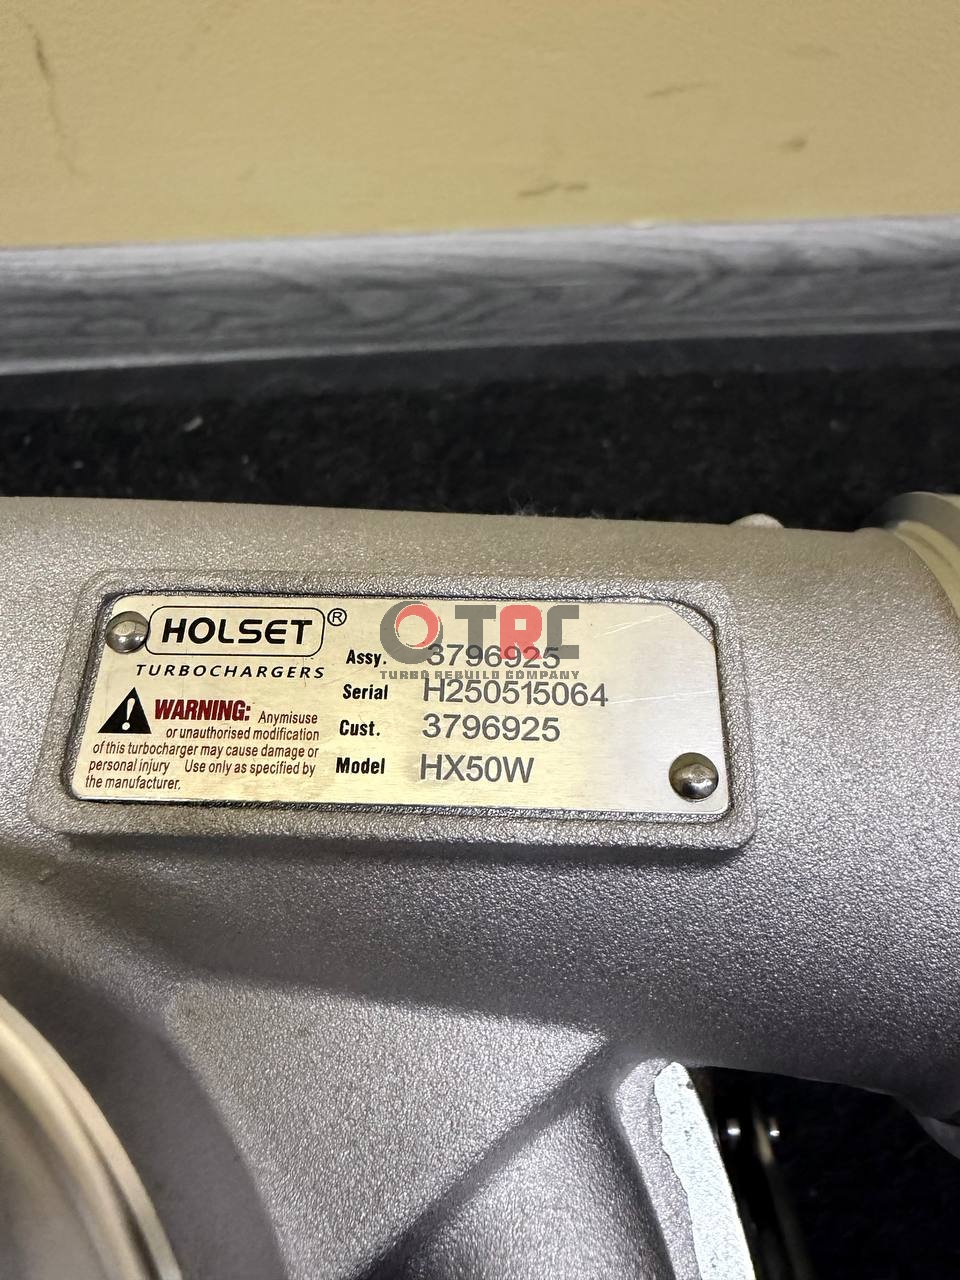 HOLSET®
TURBOCHARGERS
WARNING: Anymisuse
or unauthorised modification
of this turbocharger may cause damage or
personal injury Use only as specified by
the manufacturer.
Assy. 3796925
Serial H250515064
Cust. 3796925
Model HX50W
TRC
TURBO REBUILD COMPANY